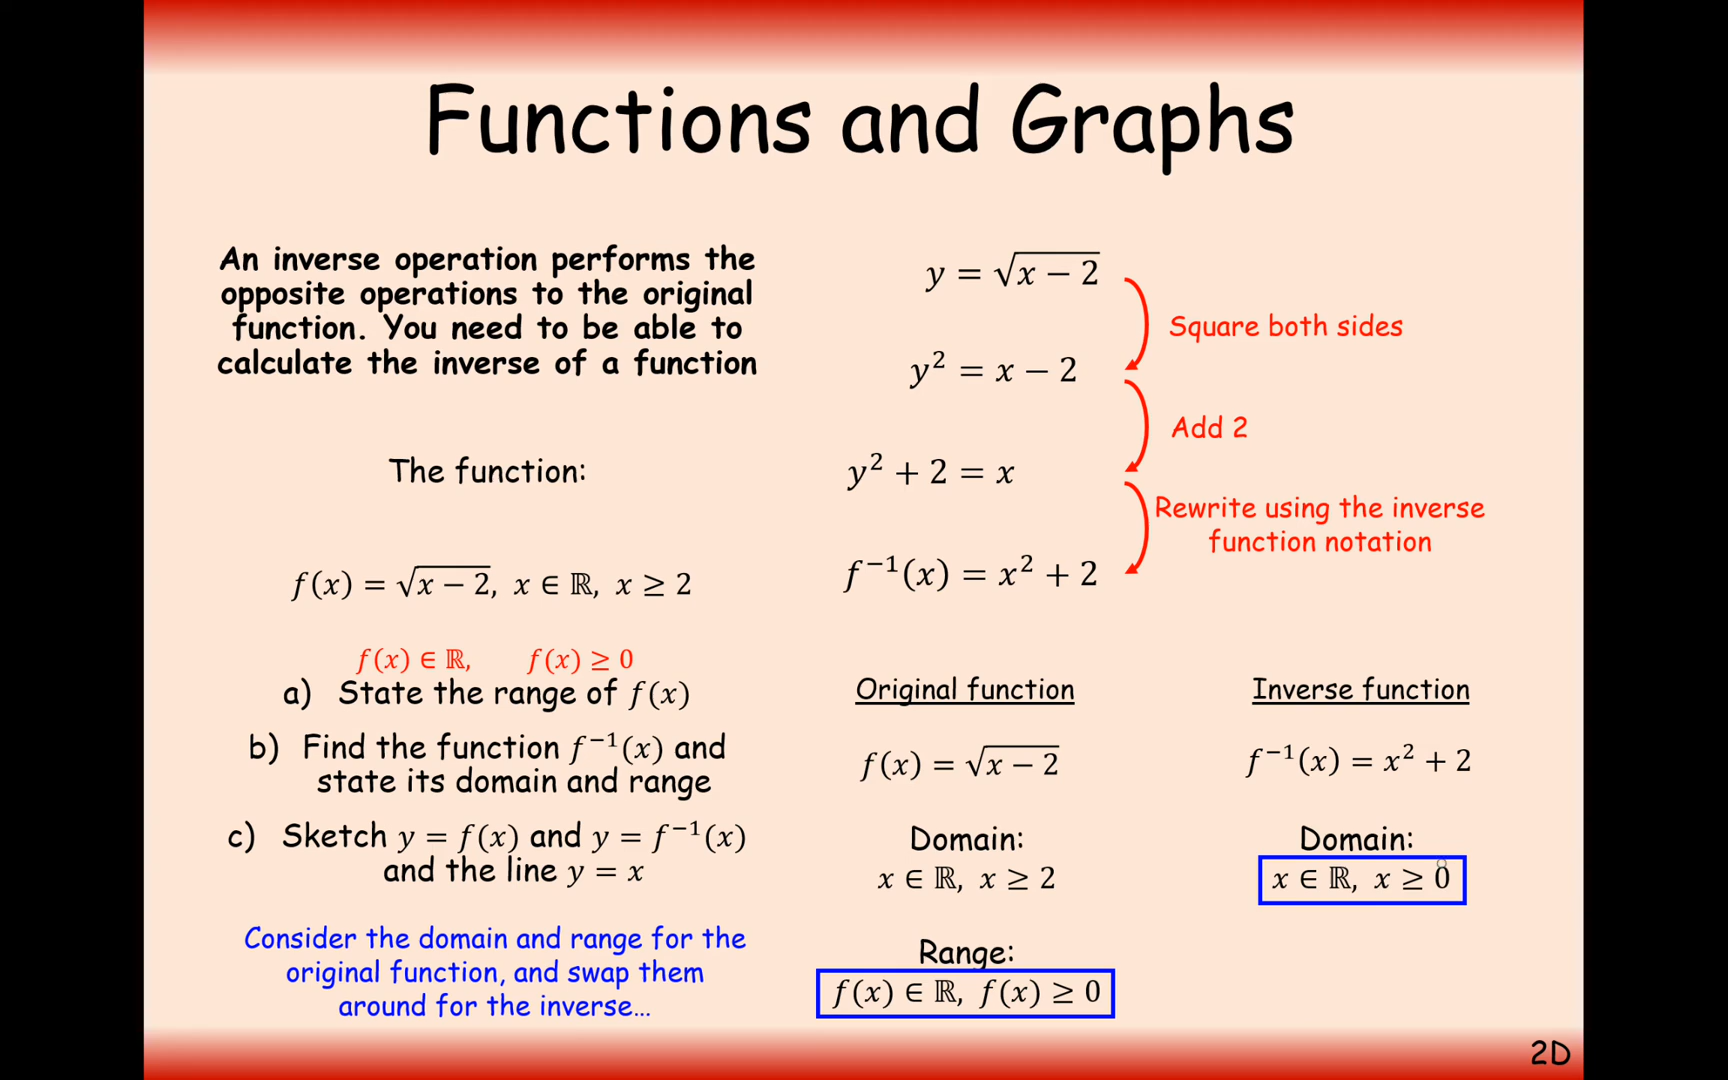 Functions and Graphs
An inverse operation performs the
opposite operations to the original
function. You need to be able to
calculate the inverse of a function
The function:
f(x) = √(x − 2), x ∈ ℝ, x ≥ 2
f(x) ∈ ℝ, f(x) ≥ 0
a) State the range of f(x)
b) Find the function f⁻¹(x) and
state its domain and range
c) Sketch y = f(x) and y = f⁻¹(x)
and the line y = x
Consider the domain and range for the
original function, and swap them
around for the inverse…
y = √(x − 2)
Square both sides
y² = x − 2
Add 2
y² + 2 = x
Rewrite using the inverse
function notation
f⁻¹(x) = x² + 2
Original function
f(x) = √(x − 2)
Domain:
x ∈ ℝ, x ≥ 2
Range:
f(x) ∈ ℝ, f(x) ≥ 0
Inverse function
f⁻¹(x) = x² + 2
Domain:
x ∈ ℝ, x ≥ 0
2D